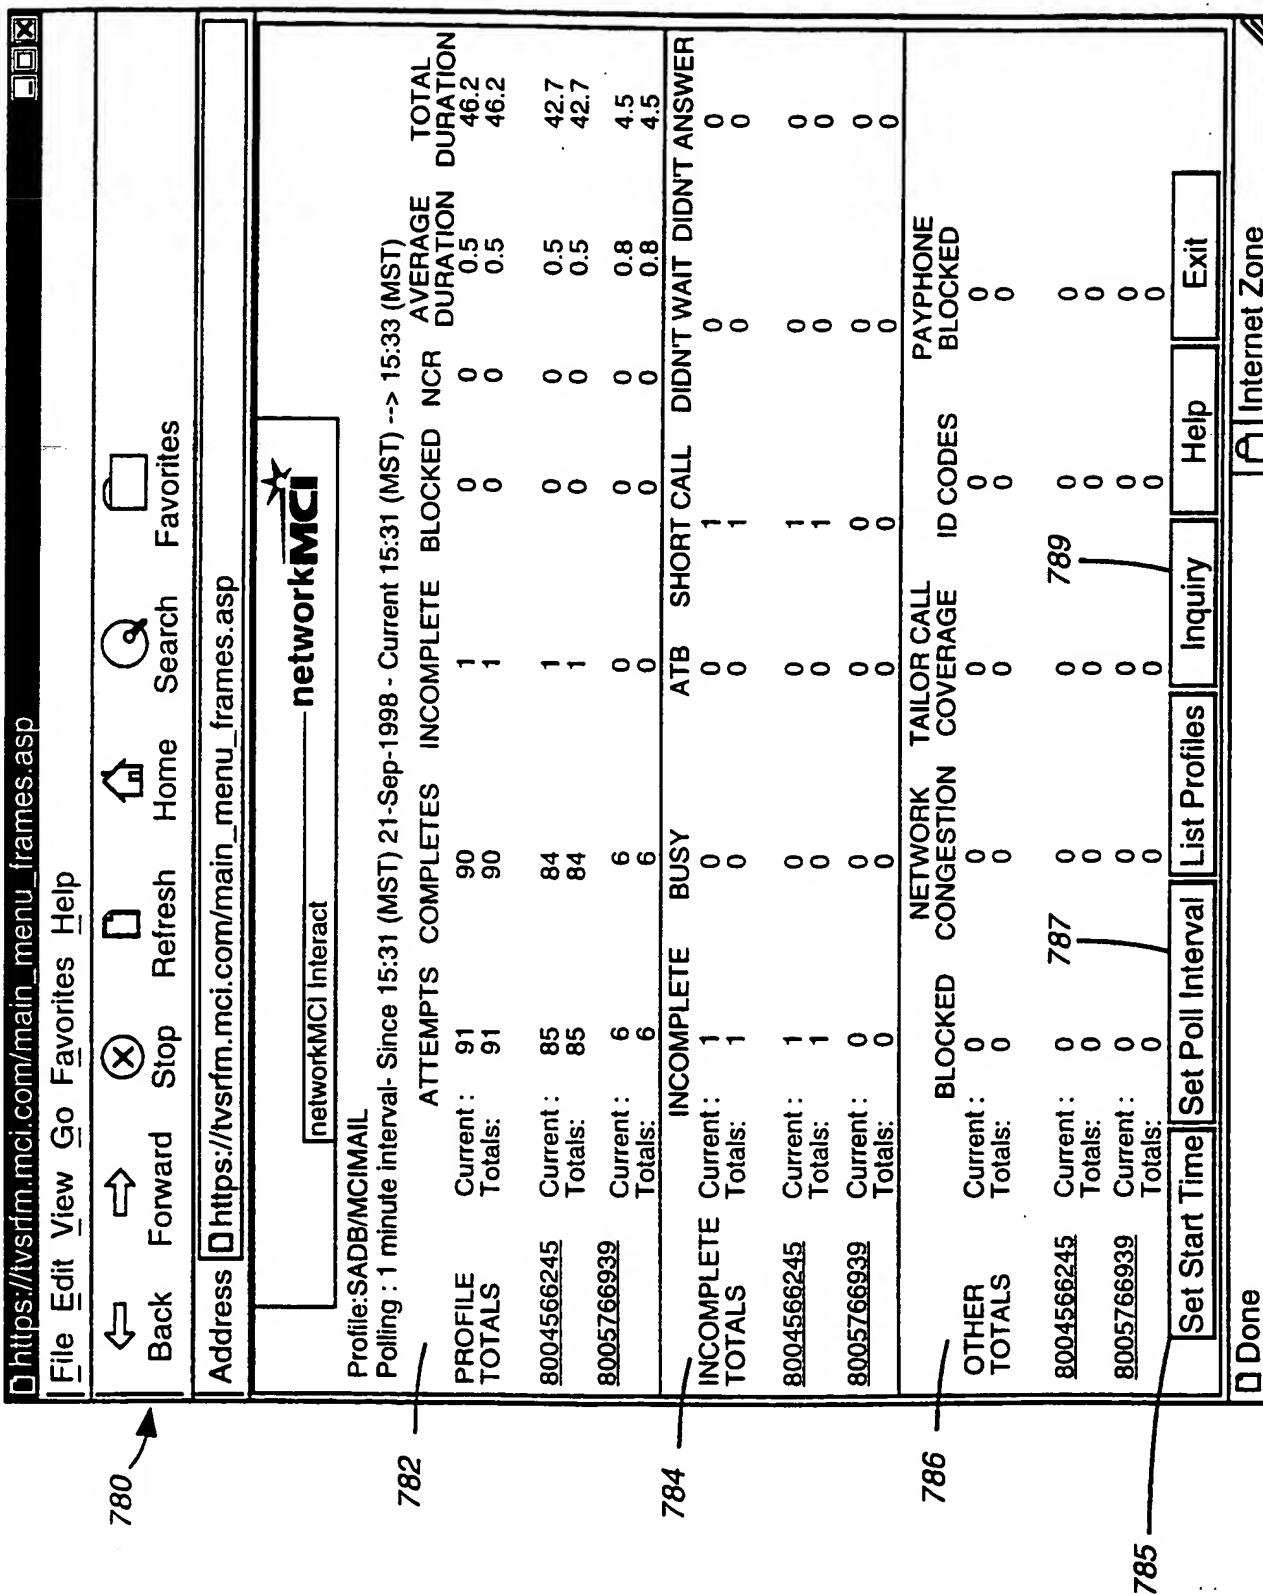 https://tvsrfm.mci.com/main_menu_frames.asp
File Edit View Go Favorites Help
Back Forward Stop Refresh Home Search Favorites
Address https://tvsrfm.mci.com/main_menu_frames.asp
780
networkMCI
networkMCI Interact
Profile:SADB/MCIMAIL
Polling : 1 minute interval- Since 15:31 (MST) 21-Sep-1998 - Current 15:31 (MST) --> 15:33 (MST)
782
ATTEMPTS COMPLETES INCOMPLETE BLOCKED NCR AVERAGE DURATION TOTAL DURATION
PROFILE Current : 91 90 1 0 0 0.5 46.2
TOTALS Totals: 91 90 1 0 0 0.5 46.2
8004566245 Current : 85 84 1 0 0 0.5 42.7
Totals: 85 84 1 0 0 0.5 42.7
8005766939 Current : 6 6 0 0 0 0.8 4.5
Totals: 6 6 0 0 0 0.8 4.5
784
INCOMPLETE BUSY ATB SHORT CALL DIDN'T WAIT DIDN'T ANSWER
INCOMPLETE Current : 1 0 0 1 0 0
TOTALS Totals: 1 0 0 1 0 0
8004566245 Current : 1 0 0 1 0 0
Totals: 1 0 0 1 0 0
8005766939 Current : 0 0 0 0 0 0
Totals: 0 0 0 0 0 0
786
NETWORK TAILOR CALL PAYPHONE
BLOCKED CONGESTION COVERAGE ID CODES BLOCKED
OTHER Current : 0 0 0 0 0
TOTALS Totals: 0 0 0 0 0
787 789
8004566245 Current : 0 0 0 0 0
Totals: 0 0 0 0 0
8005766939 Current : 0 0 0 0 0
Totals: 0 0 0 0 0
785
Set Start Time Set Poll Interval List Profiles Inquiry Help Exit
Done Internet Zone